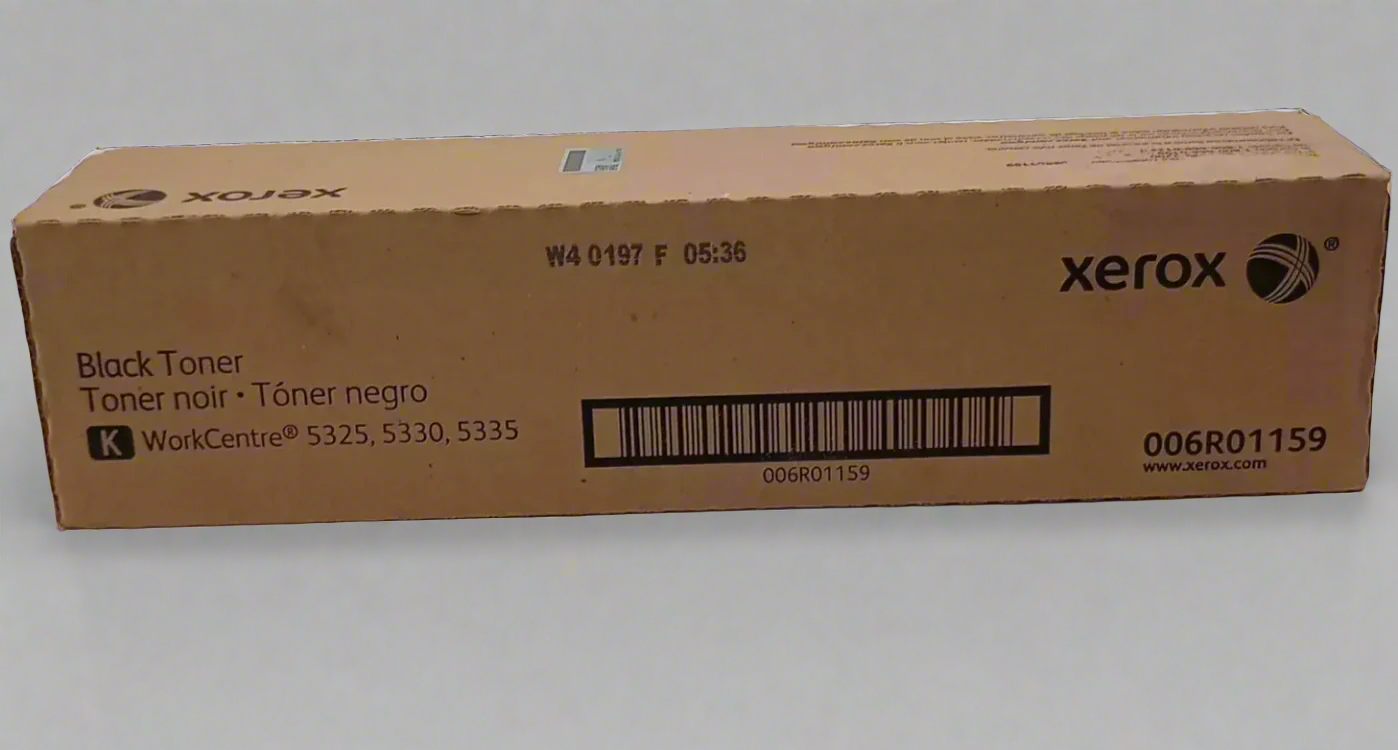 xerox ®
W4 0197 F 05:36
xerox ®
Black Toner
Toner noir • Tóner negro
K WorkCentre® 5325, 5330, 5335
006R01159
006R01159
www.xerox.com